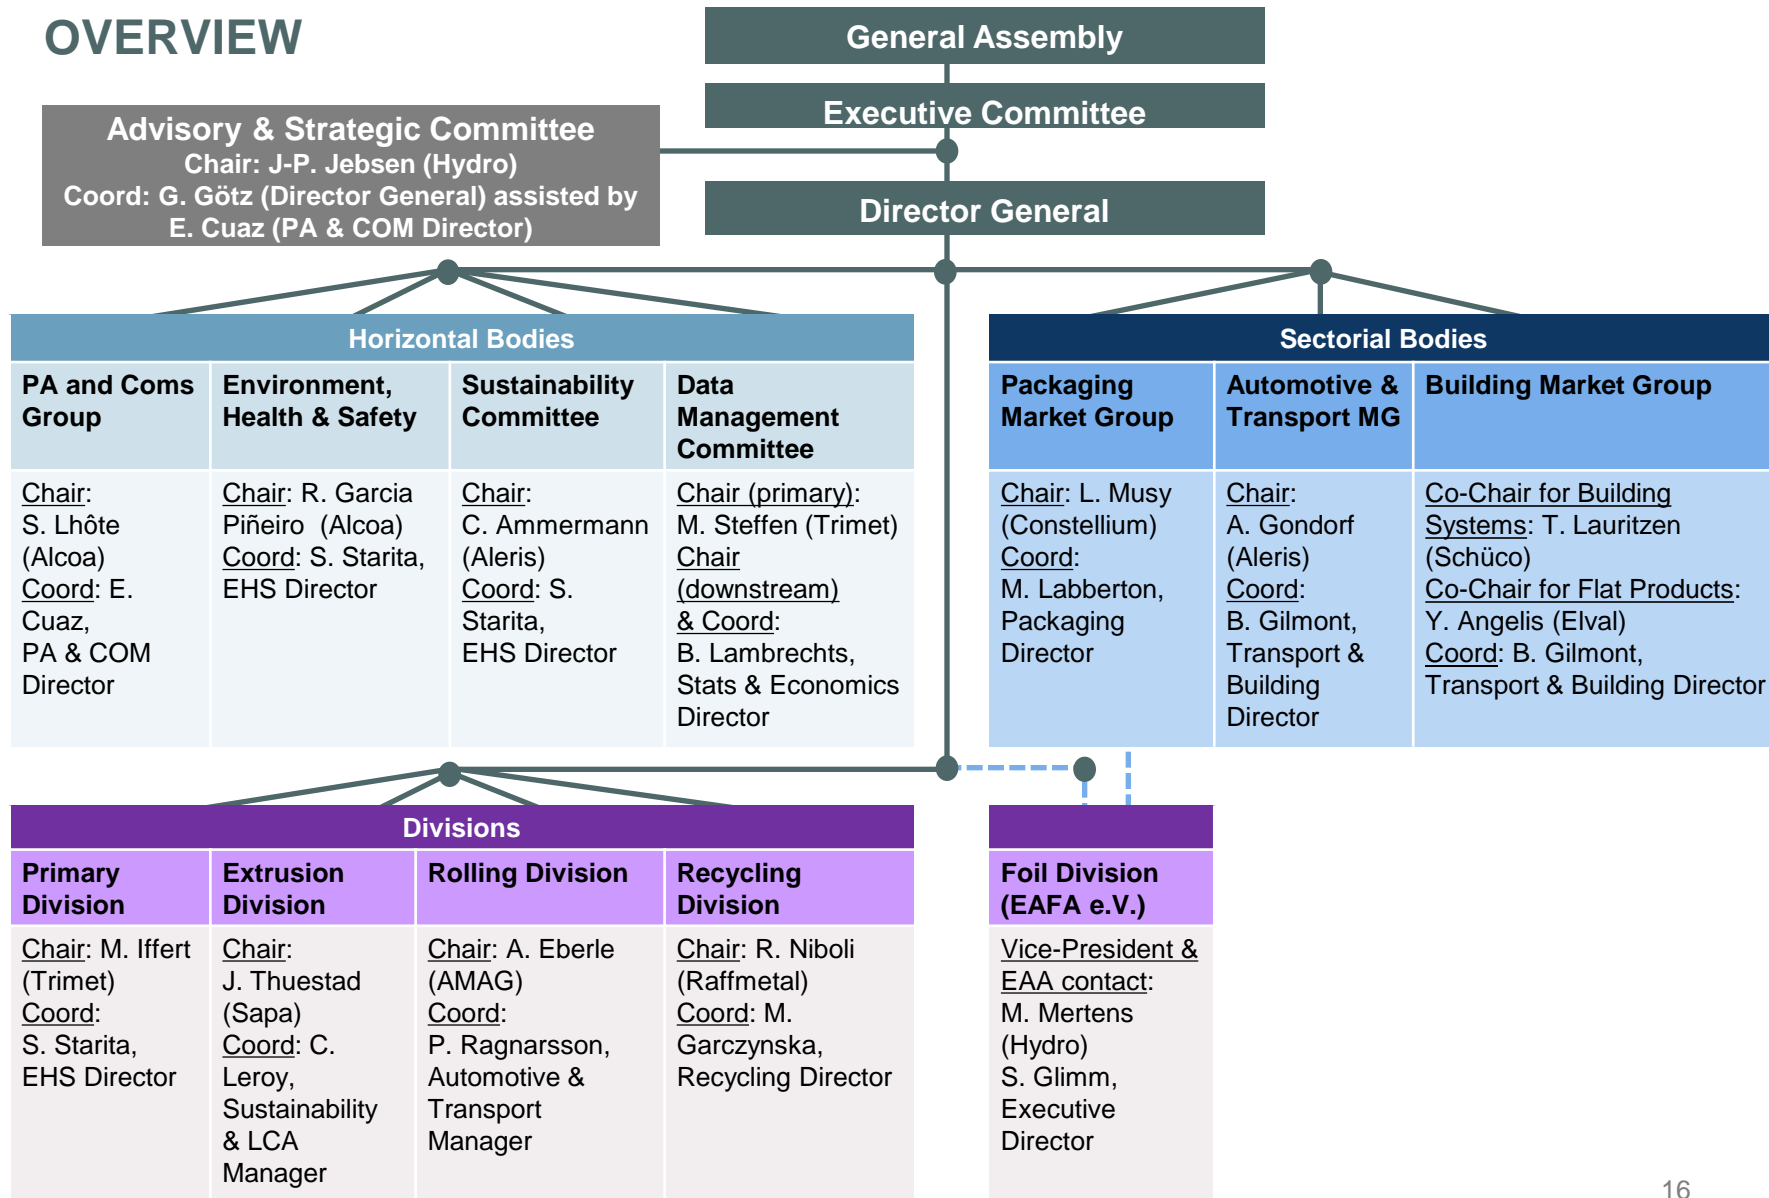 OVERVIEW
General Assembly
Executive Committee
Advisory & Strategic Committee
Chair: J-P. Jebsen (Hydro)
Coord: G. Götz (Director General) assisted by
E. Cuaz (PA & COM Director)
Director General
Horizontal Bodies
PA and Coms
Group
Environment,
Health & Safety
Sustainability
Committee
Data
Management
Committee
Chair:
S. Lhôte
(Alcoa)
Coord: E.
Cuaz,
PA & COM
Director
Chair: R. Garcia
Piñeiro (Alcoa)
Coord: S. Starita,
EHS Director
Chair:
C. Ammermann
(Aleris)
Coord: S.
Starita,
EHS Director
Chair (primary):
M. Steffen (Trimet)
Chair
(downstream)
& Coord:
B. Lambrechts,
Stats & Economics
Director
Sectorial Bodies
Packaging
Market Group
Automotive &
Transport MG
Building Market Group
Chair: L. Musy
(Constellium)
Coord:
M. Labberton,
Packaging
Director
Chair:
A. Gondorf
(Aleris)
Coord:
B. Gilmont,
Transport &
Building
Director
Co-Chair for Building
Systems: T. Lauritzen
(Schüco)
Co-Chair for Flat Products:
Y. Angelis (Elval)
Coord: B. Gilmont,
Transport & Building Director
Divisions
Primary
Division
Extrusion
Division
Rolling Division
Recycling
Division
Chair: M. Iffert
(Trimet)
Coord:
S. Starita,
EHS Director
Chair:
J. Thuestad
(Sapa)
Coord: C.
Leroy,
Sustainability
& LCA
Manager
Chair: A. Eberle
(AMAG)
Coord:
P. Ragnarsson,
Automotive &
Transport
Manager
Chair: R. Niboli
(Raffmetal)
Coord: M.
Garczynska,
Recycling Director
Foil Division
(EAFA e.V.)
Vice-President &
EAA contact:
M. Mertens
(Hydro)
S. Glimm,
Executive
Director
16